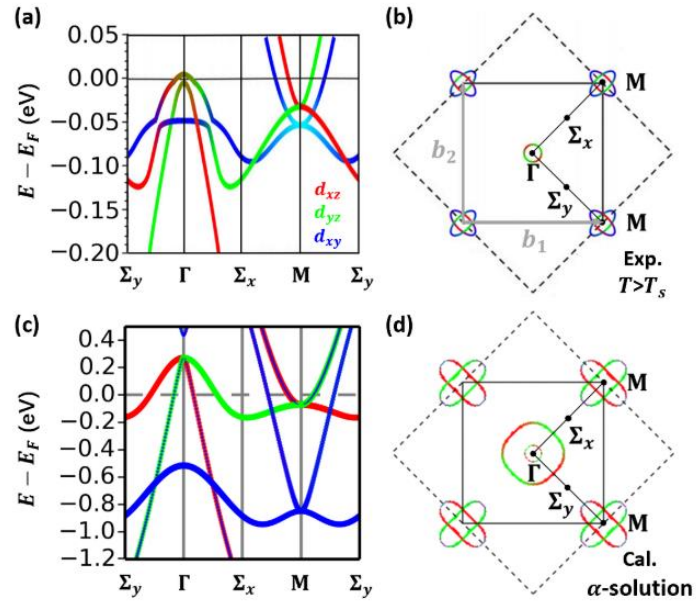 (a)
E − E_F (eV)
0.05
0.00
−0.05
−0.10
−0.15
−0.20
d_xz
d_yz
d_xy
Σ_y Γ Σ_x M Σ_y
(b)
M
Σ_x
Γ
Σ_y
M
b_2
b_1
Exp.
T>T_s
(c)
E − E_F (eV)
0.4
0.2
0.0
−0.2
−0.4
−0.6
−0.8
−1.0
−1.2
Σ_y Γ Σ_x M Σ_y
(d)
M
Σ_x
Γ
Σ_y
M
Cal.
α-solution